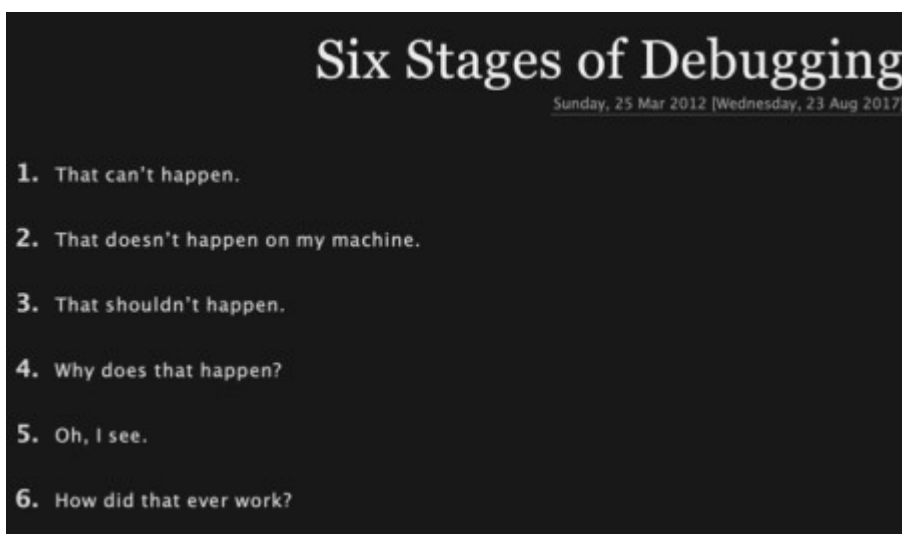 Six Stages of Debugging
Sunday, 25 Mar 2012 [Wednesday, 23 Aug 2017]
1. That can’t happen.
2. That doesn’t happen on my machine.
3. That shouldn’t happen.
4. Why does that happen?
5. Oh, I see.
6. How did that ever work?